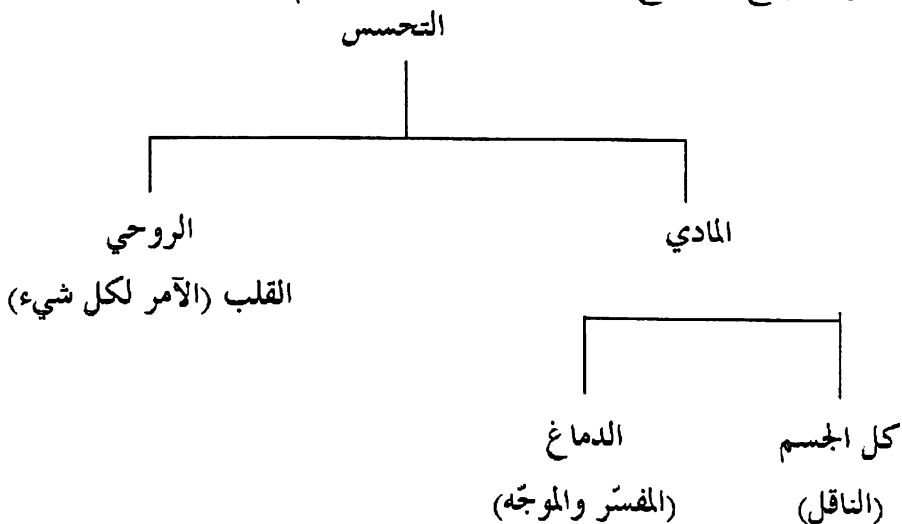 التحسس
المادي
الروحي
القلب (الآمر لكل شيء)
كل الجسم
(الناقل)
الدماغ
(المفسّر والموجّه)